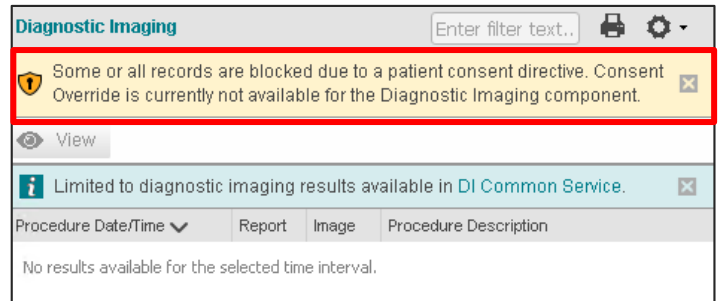 Diagnostic Imaging
Enter filter text..
Some or all records are blocked due to a patient consent directive. Consent
Override is currently not available for the Diagnostic Imaging component.
View
Limited to diagnostic imaging results available in DI Common Service.
Procedure Date/Time Report Image Procedure Description
No results available for the selected time interval.